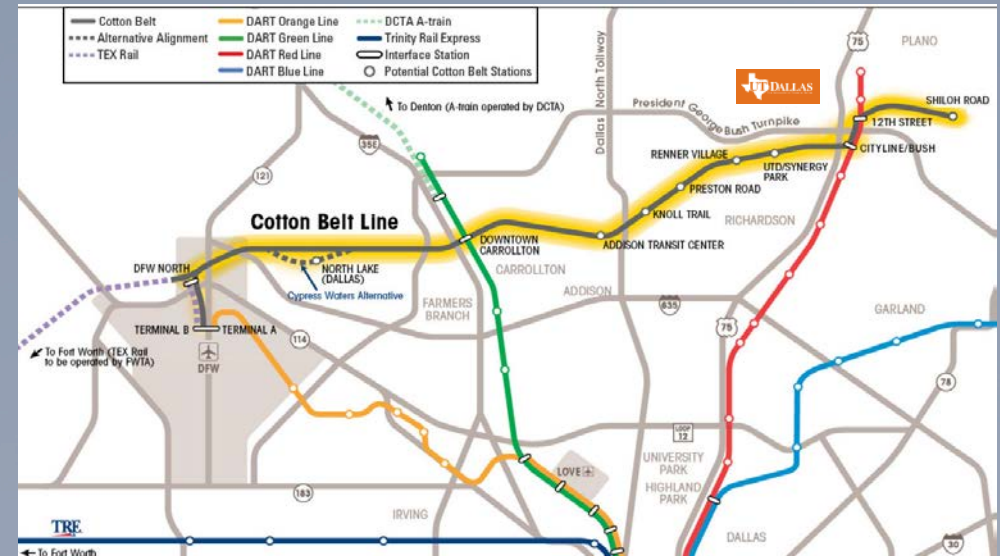 Cotton Belt
Alternative Alignment
TEX Rail
DART Orange Line
DART Green Line
DART Red Line
DART Blue Line
DCTA A-train
Trinity Rail Express
Interface Station
Potential Cotton Belt Stations
75
PLANO
To Denton (A-train operated by DCTA)
Dallas North Tollway
President George Bush Turnpike
UT DALLAS
SHILOH ROAD
12TH STREET
CITYLINE/BUSH
35E
121
RENNER VILLAGE
UTD/SYNERGY
PARK
PRESTON ROAD
KNOLL TRAIL
RICHARDSON
Cotton Belt Line
DOWNTOWN
CARROLLTON
ADDISON TRANSIT CENTER
DFW NORTH
NORTH LAKE
(DALLAS)
CARROLLTON
Cypress Waters Alternative
ADDISON
FARMERS
BRANCH
635
GARLAND
TERMINAL B
TERMINAL A
114
75
To Fort Worth (TEX Rail
to be operated by FWTA)
DFW
78
LOOP
12
UNIVERSITY
PARK
LOVE
HIGHLAND
PARK
183
IRVING
TRE
DALLAS
30
To Fort Worth